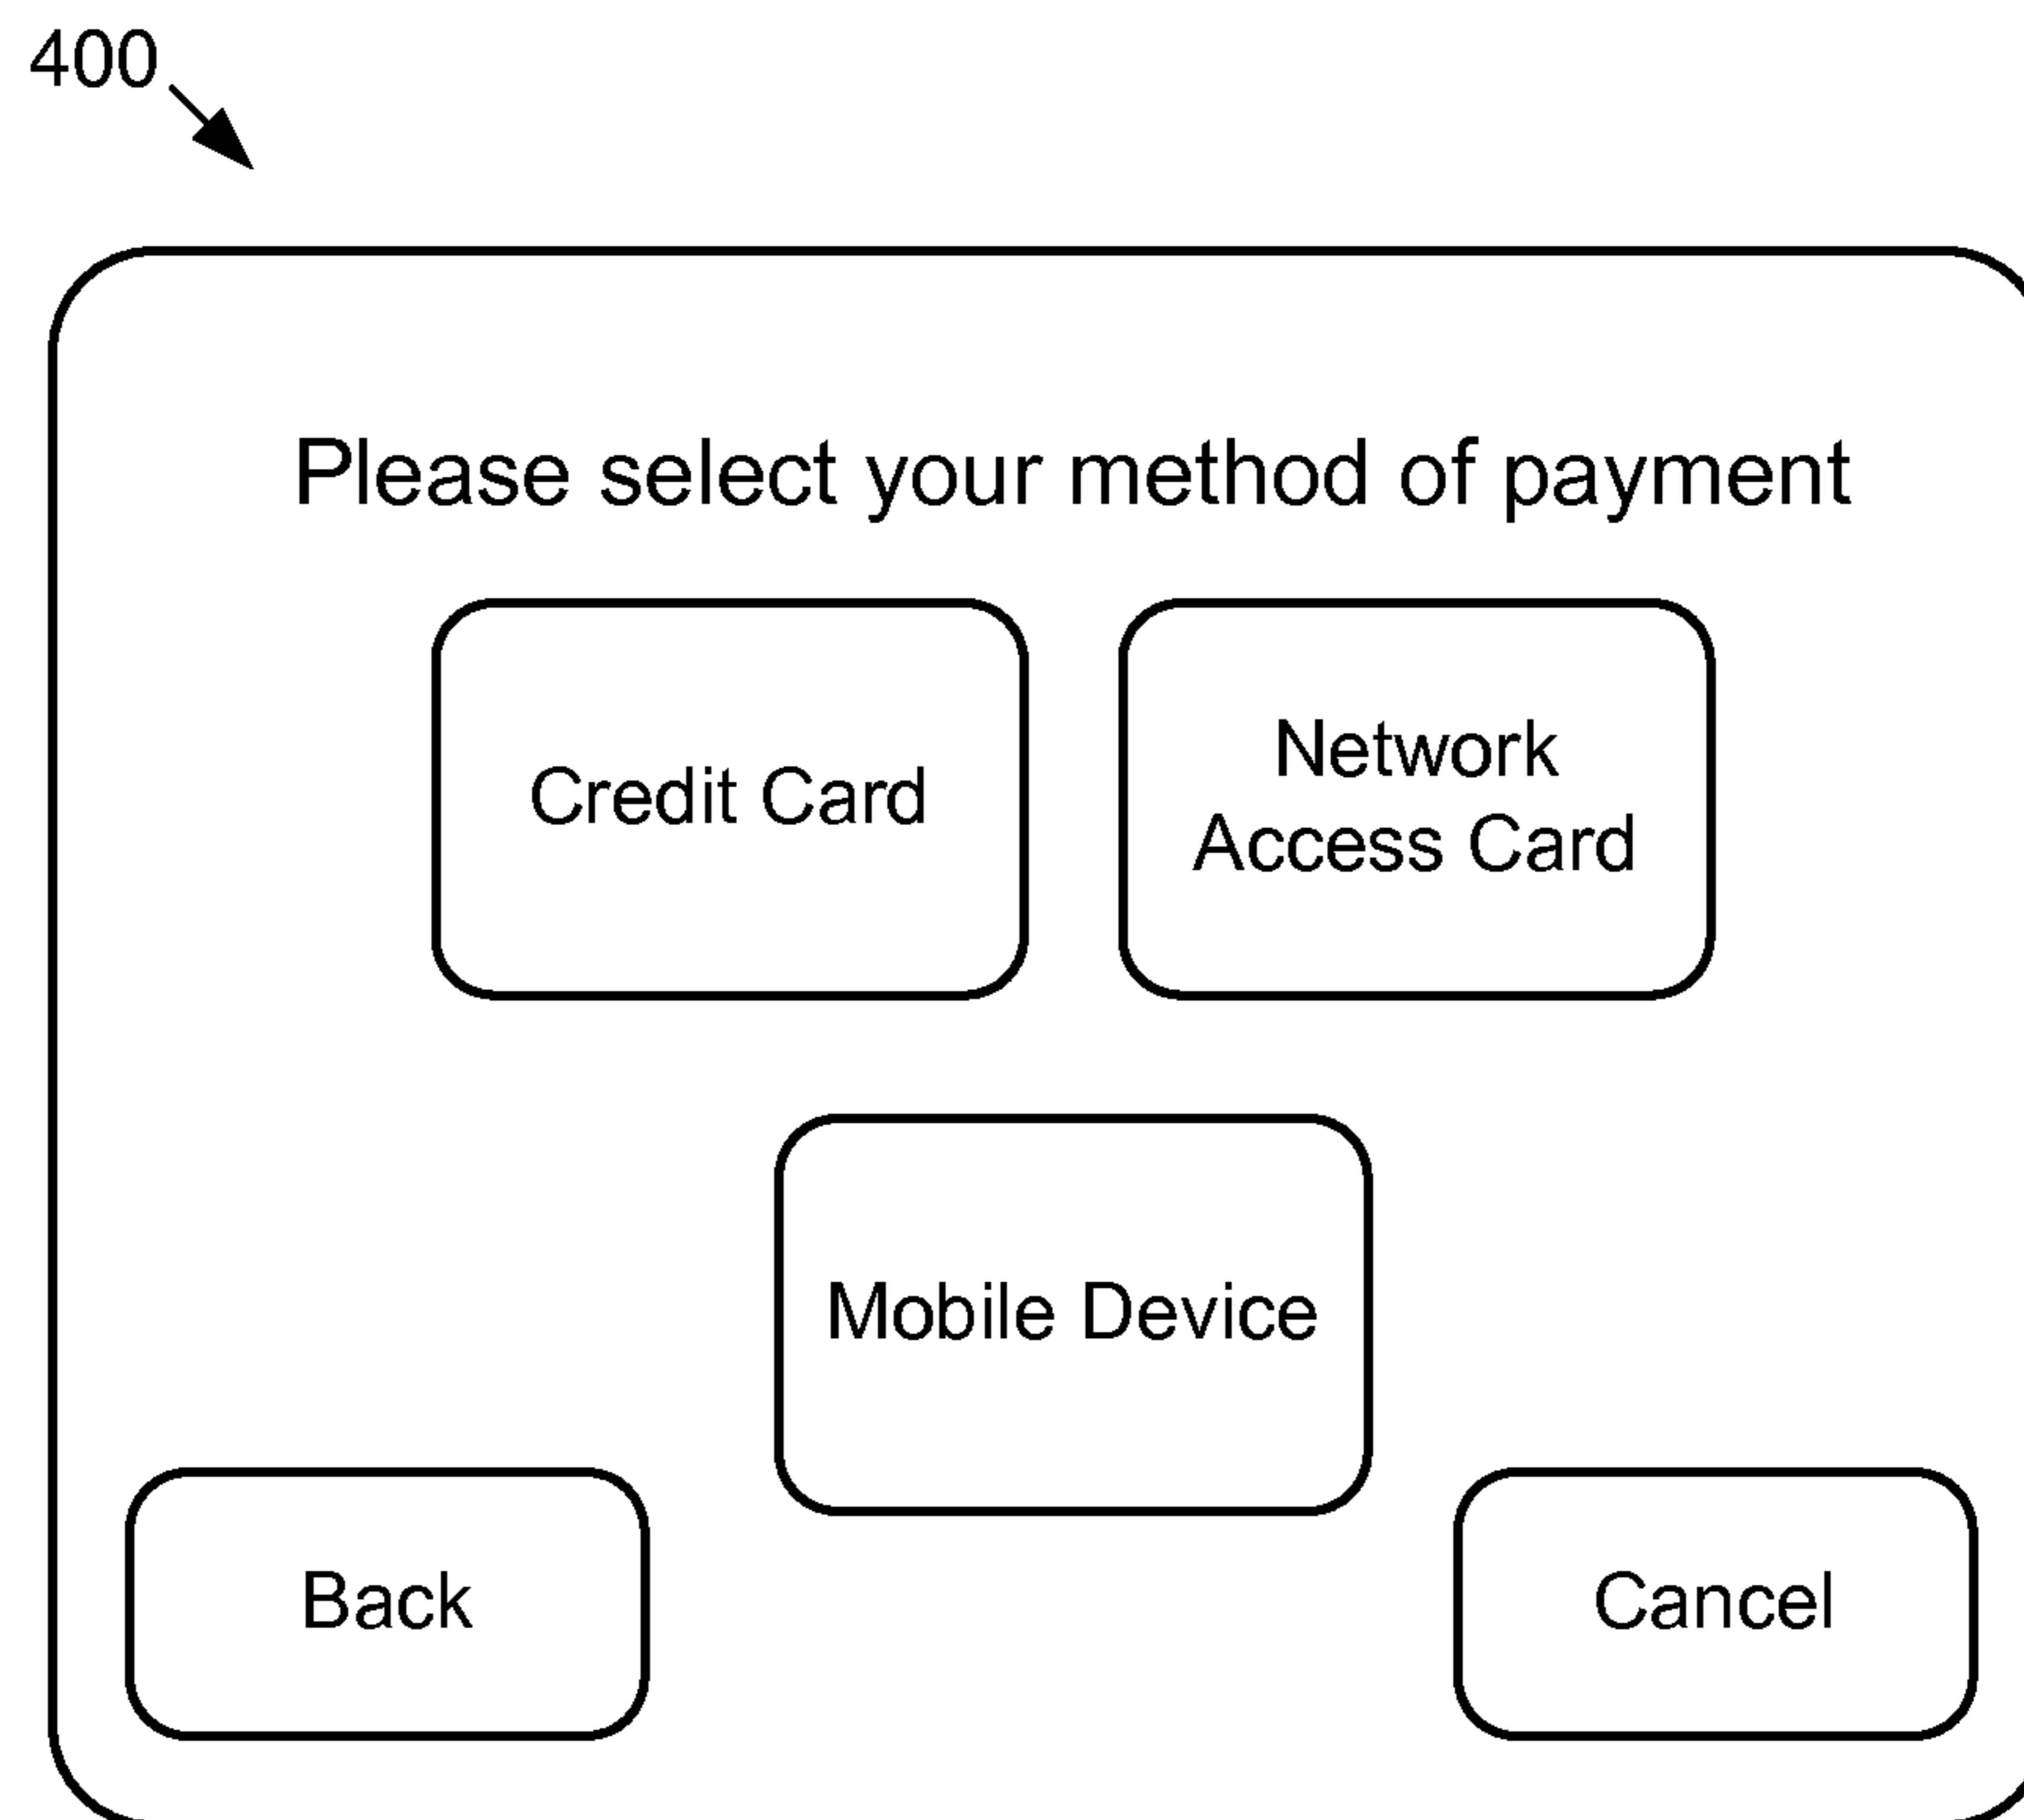 400
Please select your method of payment
Credit Card
Network
Access Card
Mobile Device
Back
Cancel